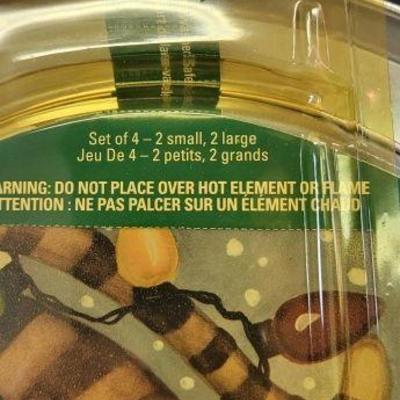 Set of 4 – 2 small, 2 large
Jeu De 4 – 2 petits, 2 grands
ARNING: DO NOT PLACE OVER HOT ELEMENT OR FLAME
TTENTION : NE PAS PALCER SUR UN ÉLÉMENT CHAUD